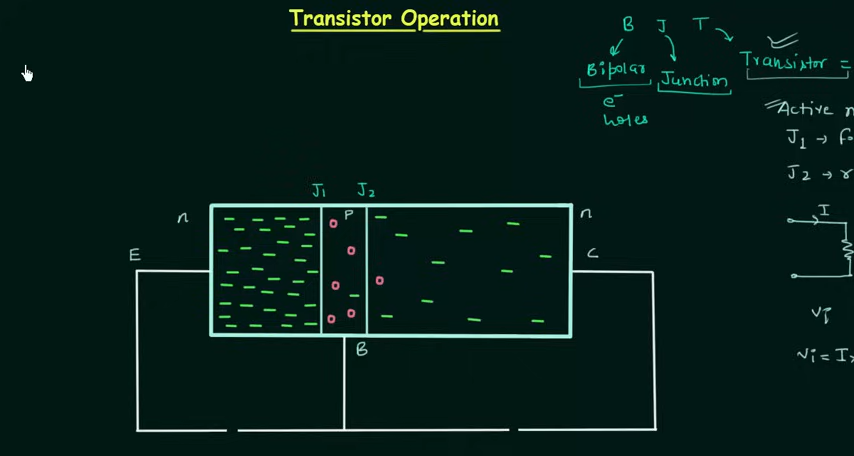 Transistor Operation
B J T
Bipolar Junction Transistor =
e⁻
holes
Active
J₁ →
J₂ →
J₁ J₂
n P n
E C
B
I
Vi
Vi = I